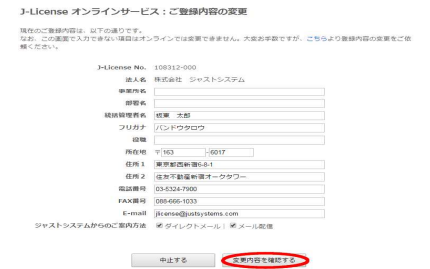 J-License オンラインサービス：ご登録内容の変更
現在のご登録内容は、以下の通りです。
なお、この画面で入力できない項目はオンラインでは変更できません。大変お手数ですが、こちらより登録内容の変更をご依
頼ください。
J-License No. 108312-000
法人名 株式会社 ジャストシステム
事業所名
部署名
統括管理者名 坂東 太郎
フリガナ バンドウタロウ
役職
所在地 〒163 -6017
住所1 東京都西新宿6-8-1
住所2 住友不動産新宿オークタワー
電話番号 03-5324-7900
FAX番号 088-666-1033
E-mail jlicense@justsystems.com
ジャストシステムからのご案内方法 ダイレクトメール： メール配信
中止する 変更内容を確認する